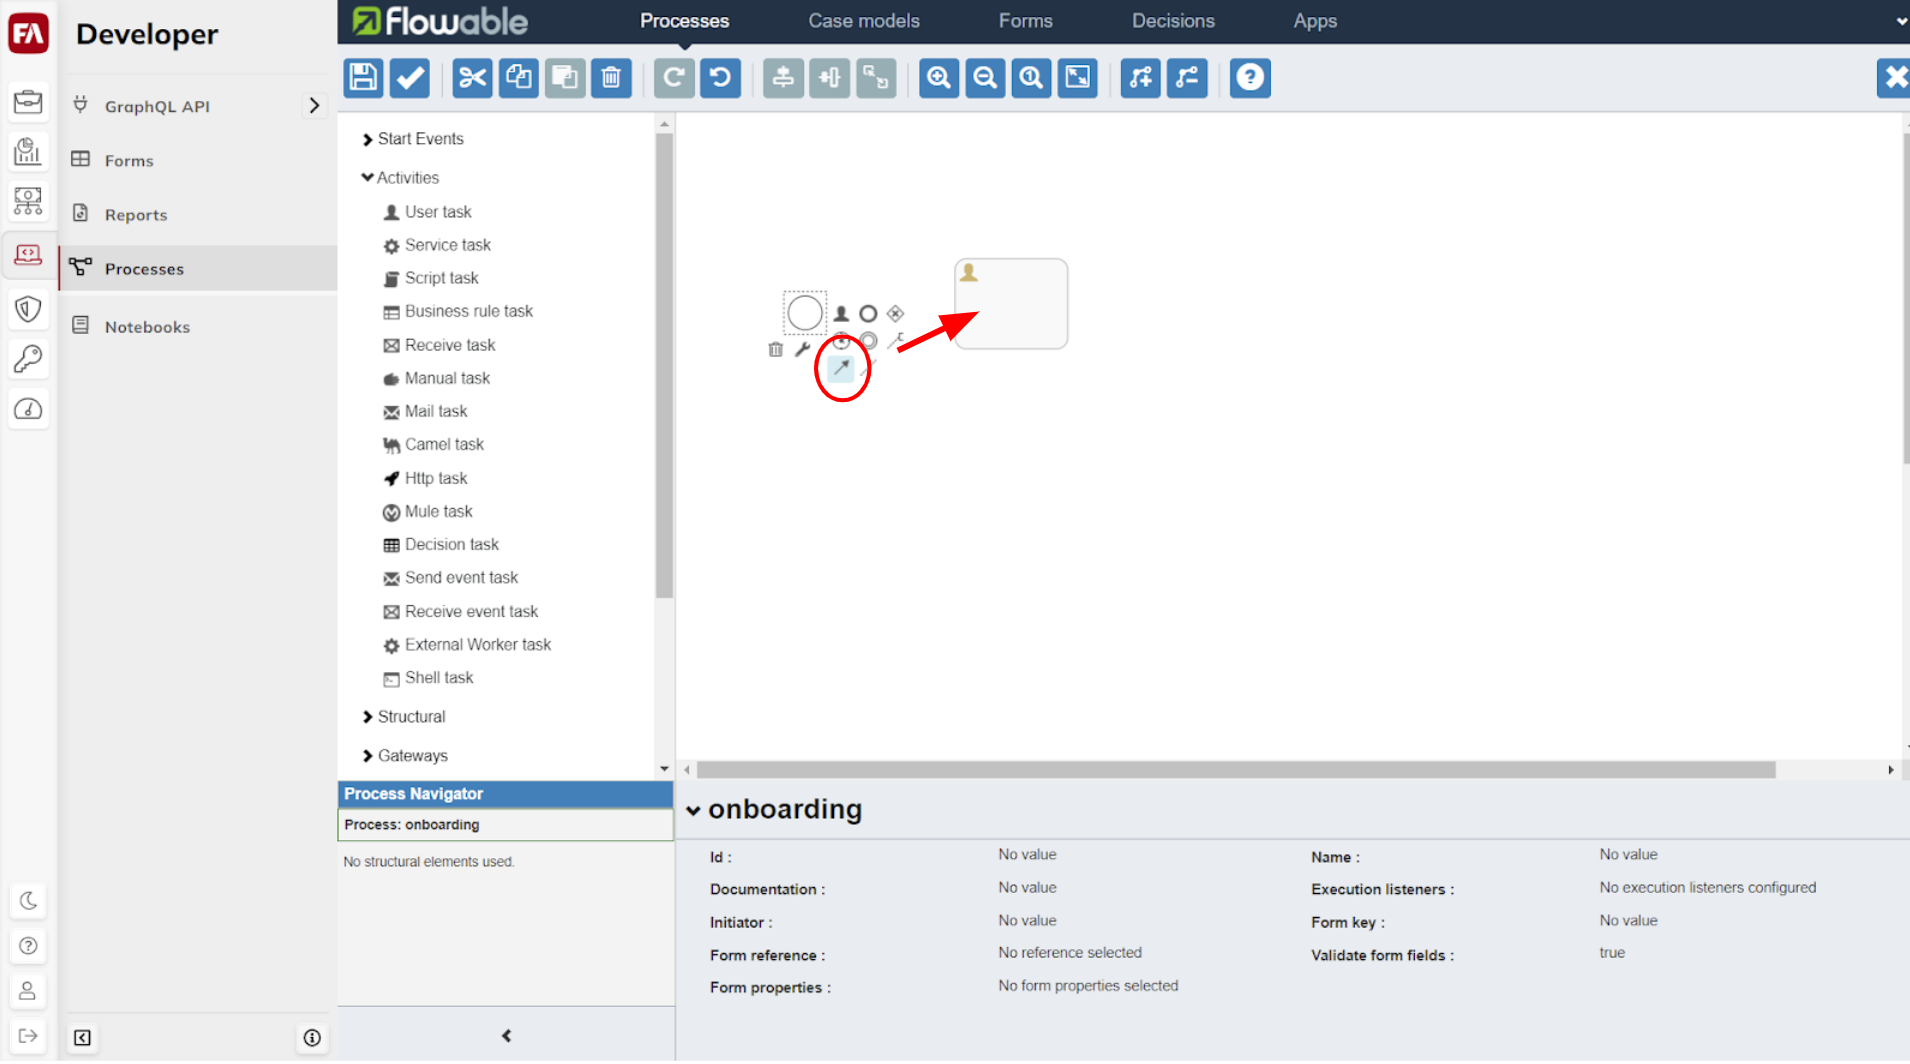 FA
Developer
GraphQL API
Forms
Reports
Processes
Notebooks
Flowable
Processes
Case models
Forms
Decisions
Apps
Start Events
Activities
User task
Service task
Script task
Business rule task
Receive task
Manual task
Mail task
Camel task
Http task
Mule task
Decision task
Send event task
Receive event task
External Worker task
Shell task
Structural
Gateways
Process Navigator
Process: onboarding
No structural elements used.
onboarding
Id : No value Name : No value
Documentation : No value Execution listeners : No execution listeners configured
Initiator : No value Form key : No value
Form reference : No reference selected Validate form fields : true
Form properties : No form properties selected